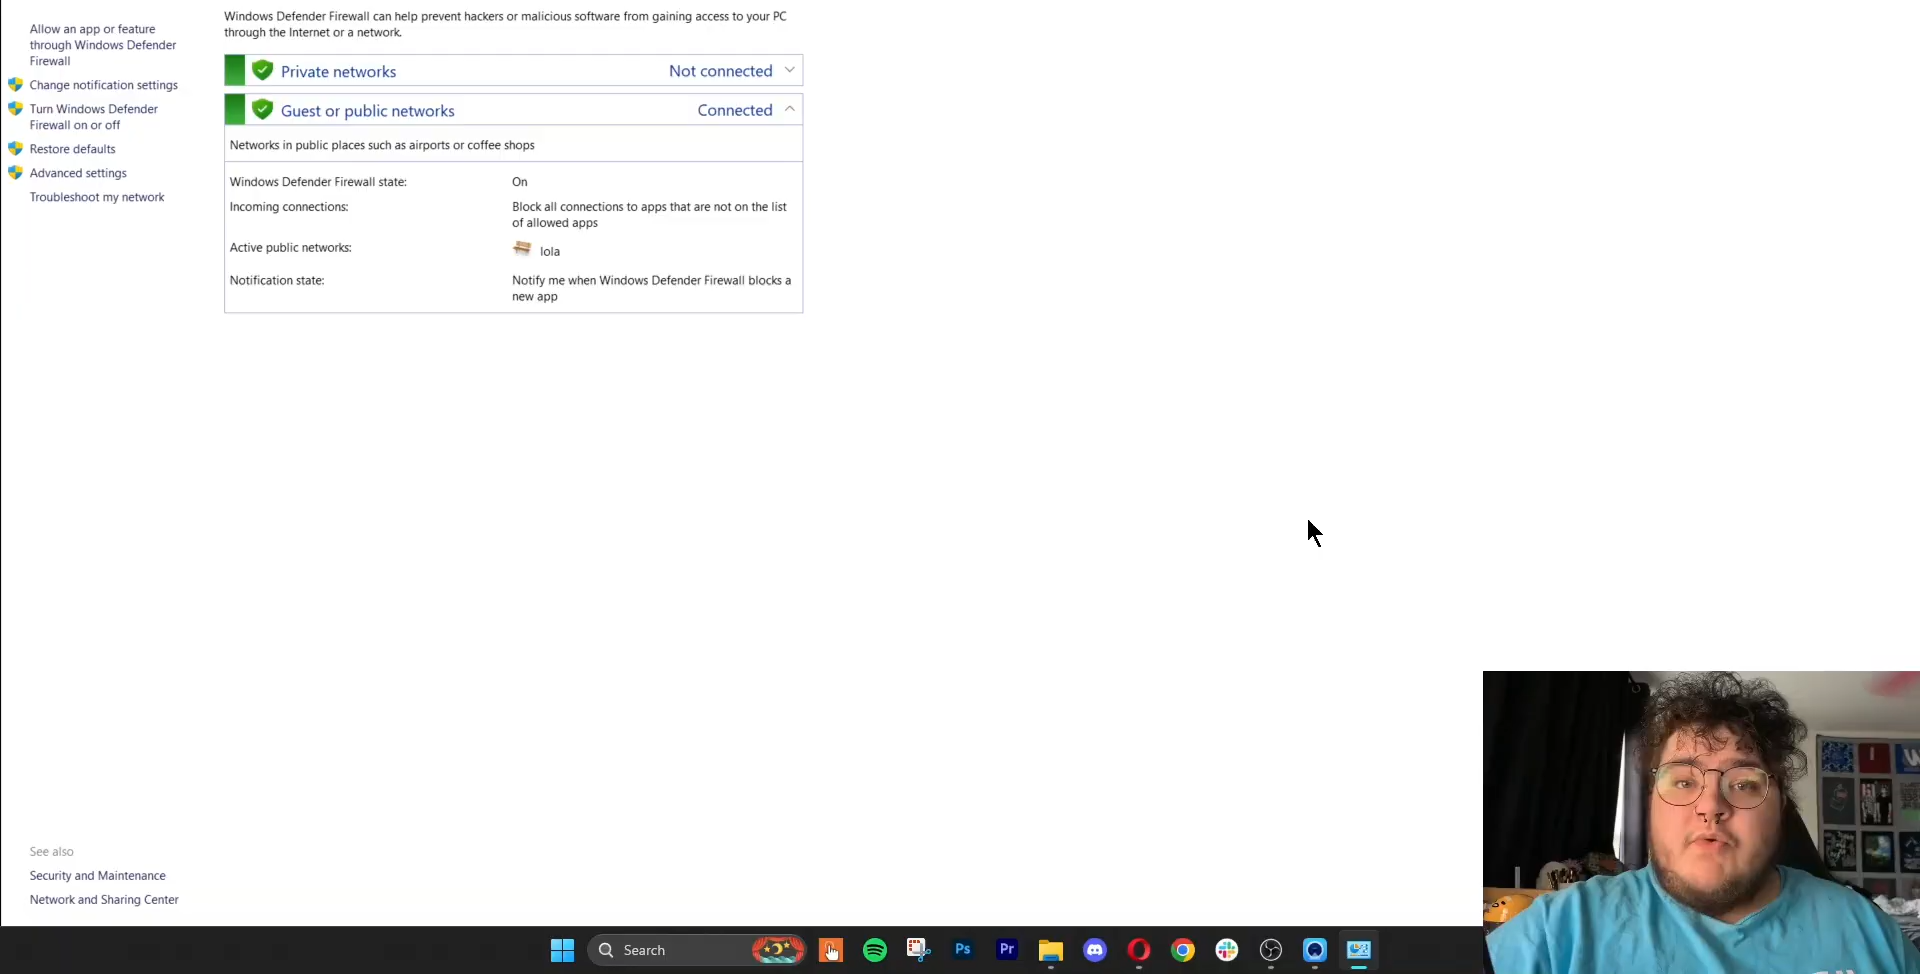 Windows Defender Firewall can help prevent hackers or malicious software from gaining access to your PC
through the Internet or a network.
Allow an app or feature
through Windows Defender
Firewall
Change notification settings
Turn Windows Defender
Firewall on or off
Restore defaults
Advanced settings
Troubleshoot my network
Private networks Not connected
Guest or public networks Connected
Networks in public places such as airports or coffee shops
Windows Defender Firewall state: On
Incoming connections: Block all connections to apps that are not on the list
of allowed apps
Active public networks: lola
Notification state: Notify me when Windows Defender Firewall blocks a
new app
See also
Security and Maintenance
Network and Sharing Center
Search Ps Pr